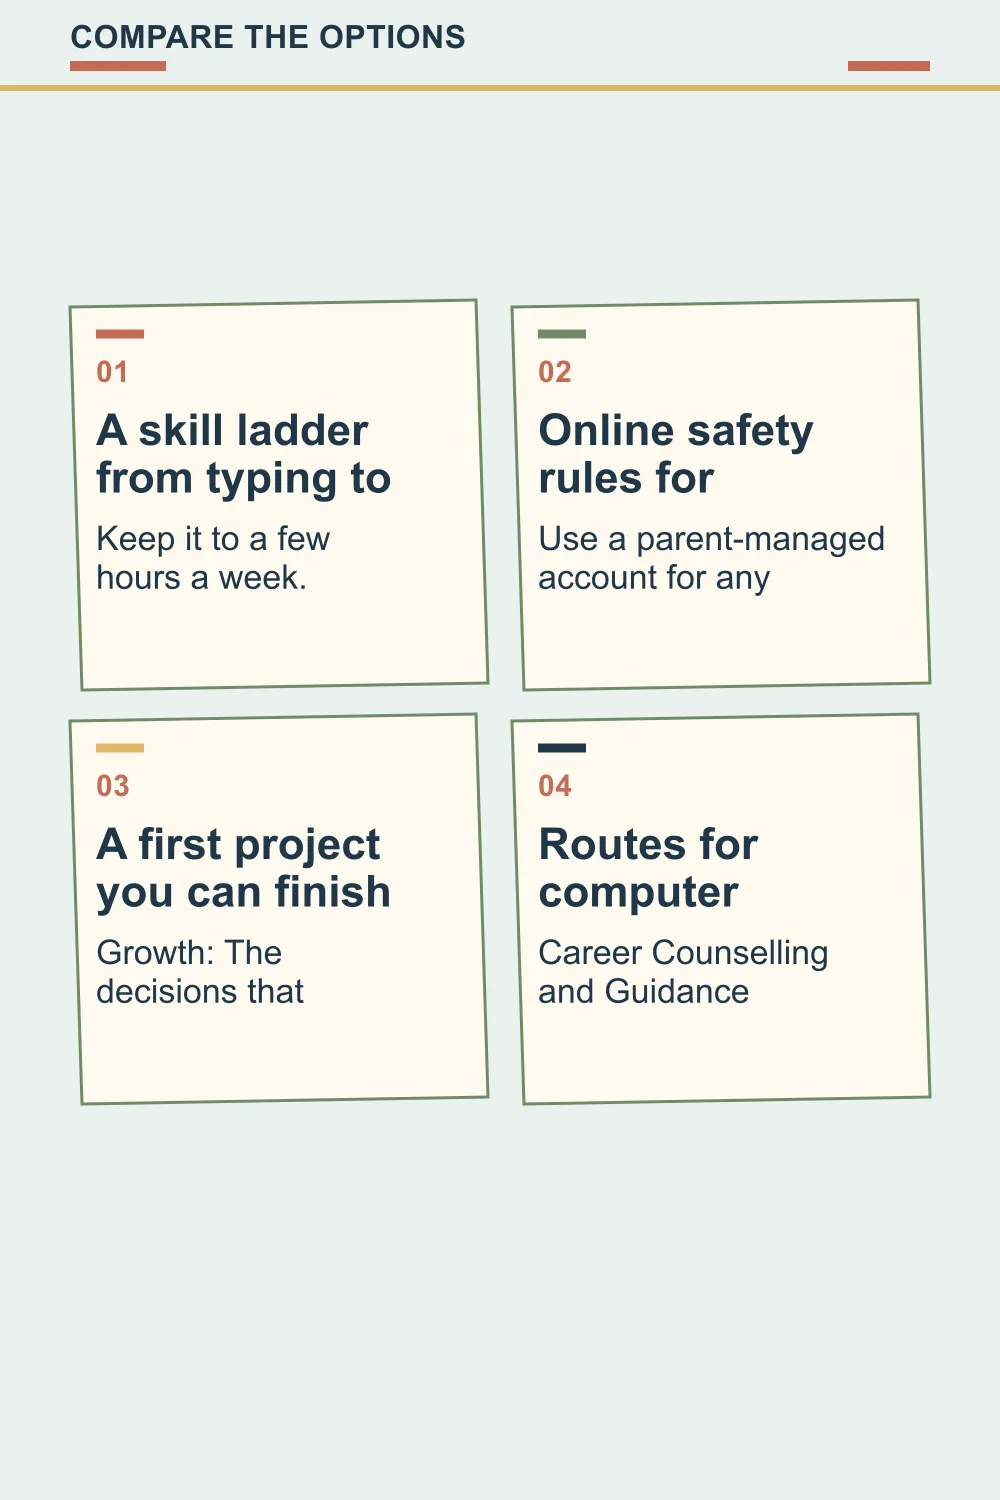 COMPARE THE OPTIONS
01
A skill ladder
from typing to
Keep it to a few
hours a week.
02
Online safety
rules for
Use a parent-managed
account for any
03
A first project
you can finish
Growth: The
decisions that
04
Routes for
computer
Career Counselling
and Guidance